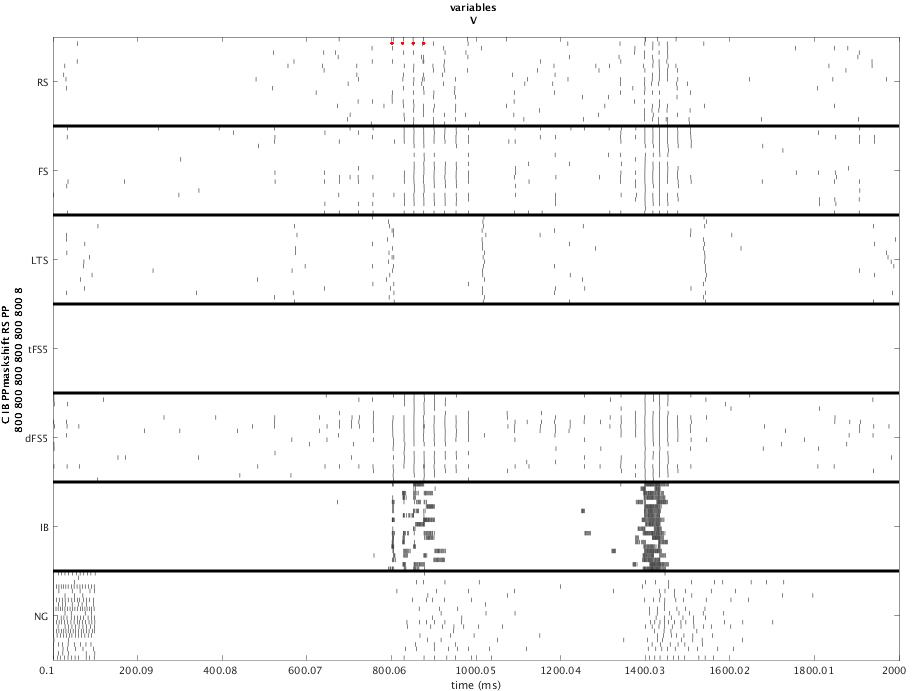 variables
V
C IB PPmaskshift RS PP
800 800 800 800 800 800 8
RS
FS
LTS
tFS5
dFS5
IB
NG
0.1 200.09 400.08 600.07 800.06 1000.05 1200.04 1400.03 1600.02 1800.01 2000
time (ms)